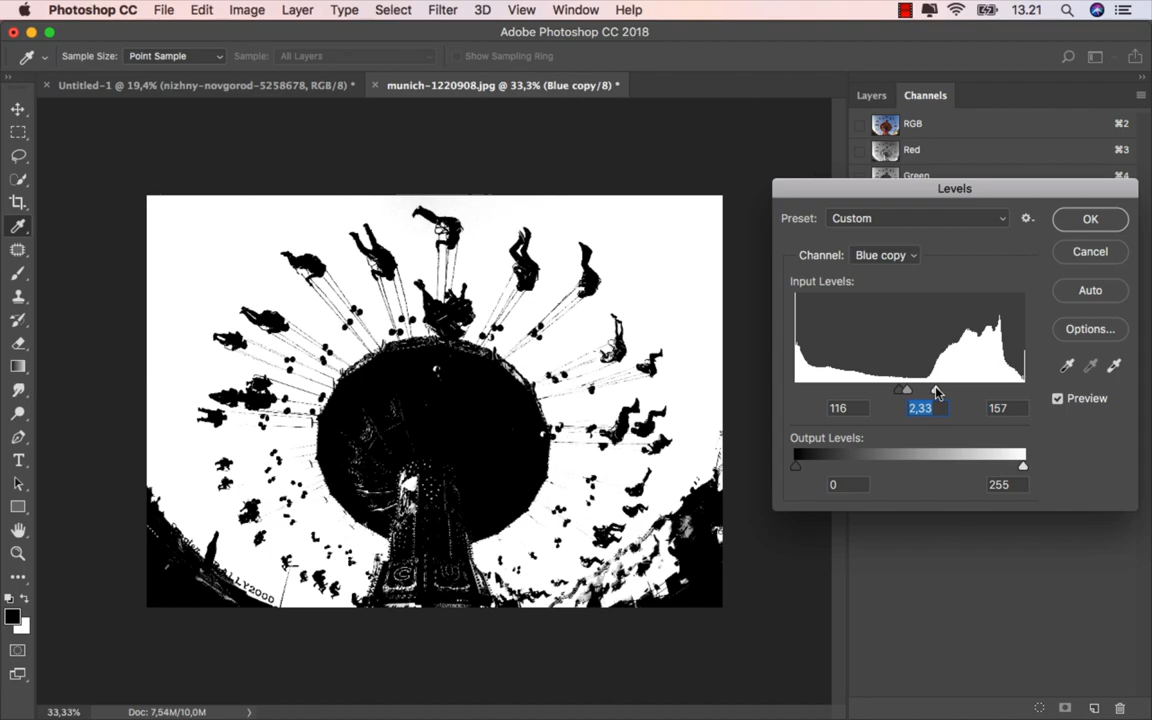 Photoshop CC File Edit Image Layer Type Select Filter 3D View Window Help 13.21
Adobe Photoshop CC 2018
Sample Size: Point Sample Sample: All Layers Show Sampling Ring
Untitled-1 @ 19,4% (nizhny-novgorod-5258678, RGB/8) * munich-1220908.jpg @ 33,3% (Blue copy/8) *
Layers Channels
RGB ⌘2
Red ⌘3
Green ⌘4
Levels
Preset: Custom
OK
Channel: Blue copy
Cancel
Input Levels:
Auto
Options...
Preview
116 2,33 157
Output Levels:
0 255
33,33% Doc: 7,54M/10,0M